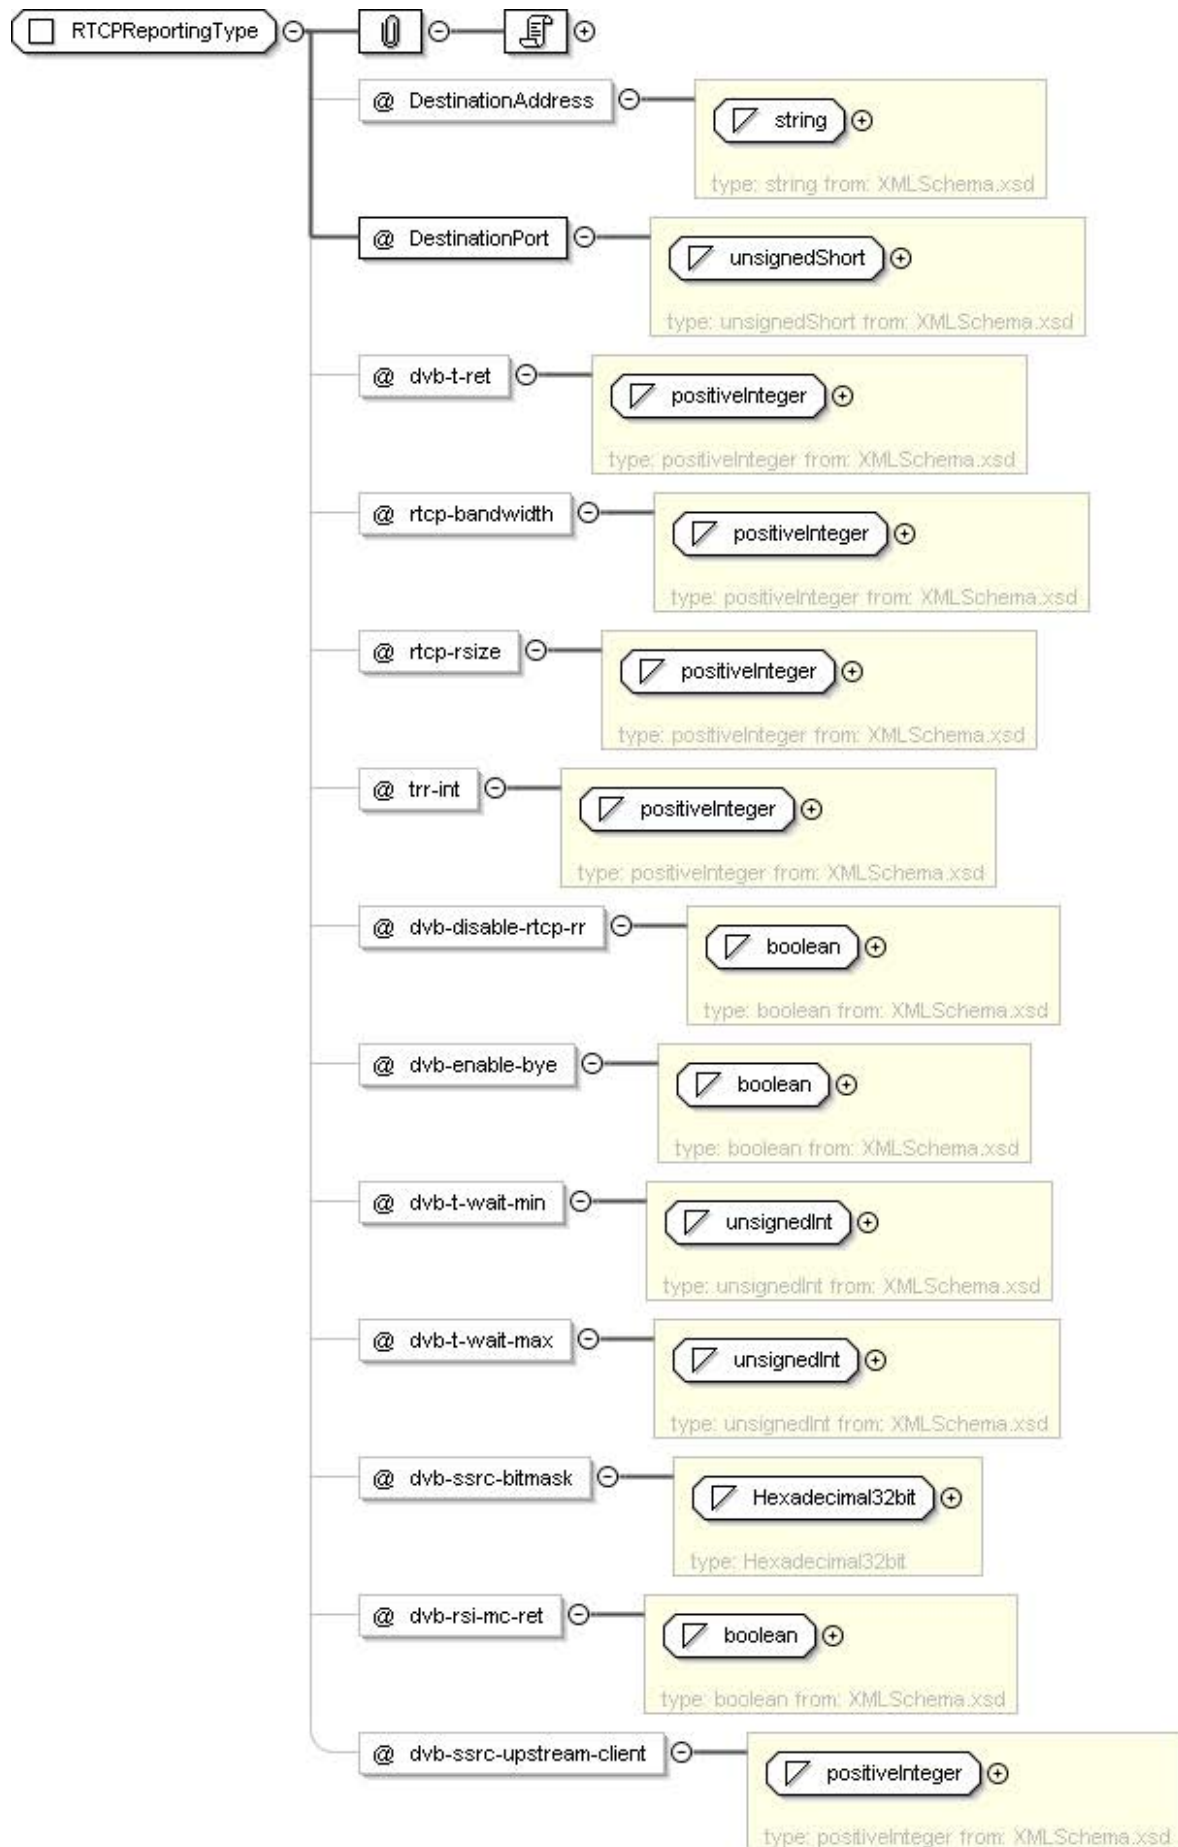 RTCPReportingType
@ DestinationAddress
string
type: string from: XMLSchema.xsd
@ DestinationPort
unsignedShort
type: unsignedShort from: XMLSchema.xsd
@ dvb-t-ret
positiveInteger
type: positiveInteger from: XMLSchema.xsd
@ rtcp-bandwidth
positiveInteger
type: positiveInteger from: XMLSchema.xsd
@ rtcp-rsize
positiveInteger
type: positiveInteger from: XMLSchema.xsd
@ trr-int
positiveInteger
type: positiveInteger from: XMLSchema.xsd
@ dvb-disable-rtcp-rr
boolean
type: boolean from: XMLSchema.xsd
@ dvb-enable-bye
boolean
type: boolean from: XMLSchema.xsd
@ dvb-t-wait-min
unsignedInt
type: unsignedInt from: XMLSchema.xsd
@ dvb-t-wait-max
unsignedInt
type: unsignedInt from: XMLSchema.xsd
@ dvb-ssrc-bitmask
Hexadecimal32bit
type: Hexadecimal32bit
@ dvb-rsi-mc-ret
boolean
type: boolean from: XMLSchema.xsd
@ dvb-ssrc-upstream-client
positiveInteger
type: positiveInteger from: XMLSchema.xsd